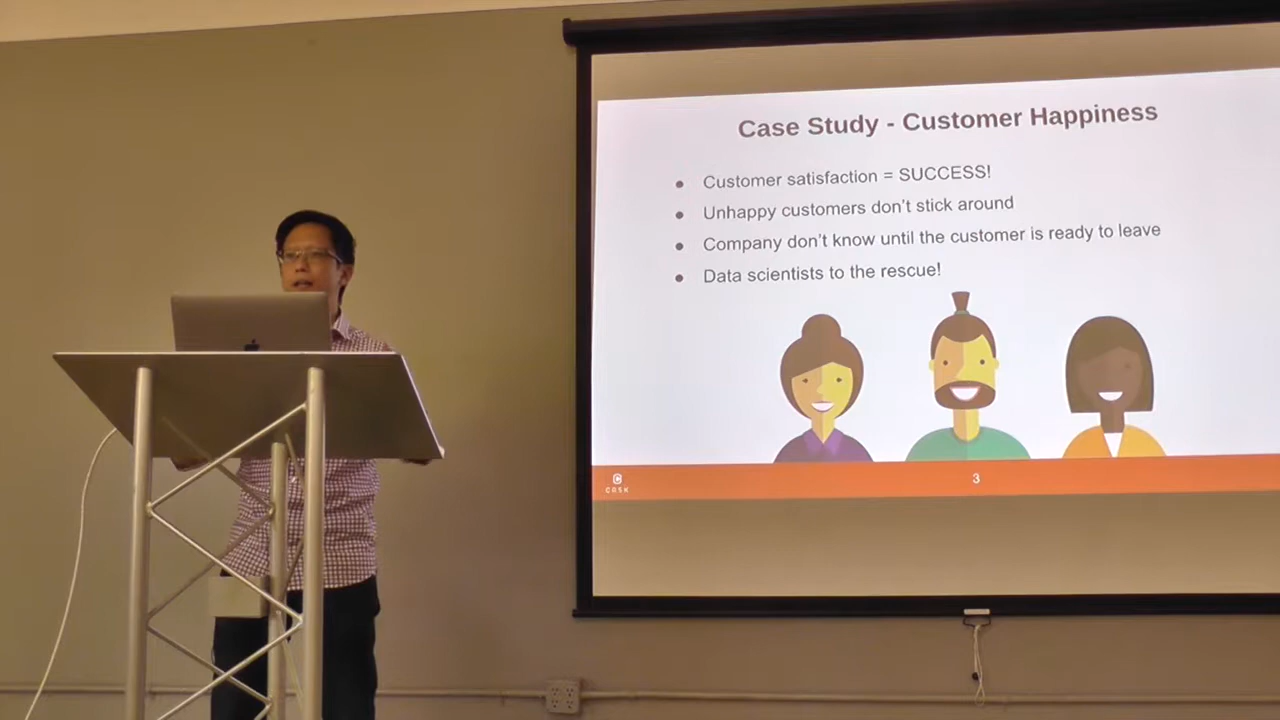 Case Study - Customer Happiness
● Customer satisfaction = SUCCESS!
● Unhappy customers don't stick around
● Company don't know until the customer is ready to leave
● Data scientists to the rescue!
CASK
3